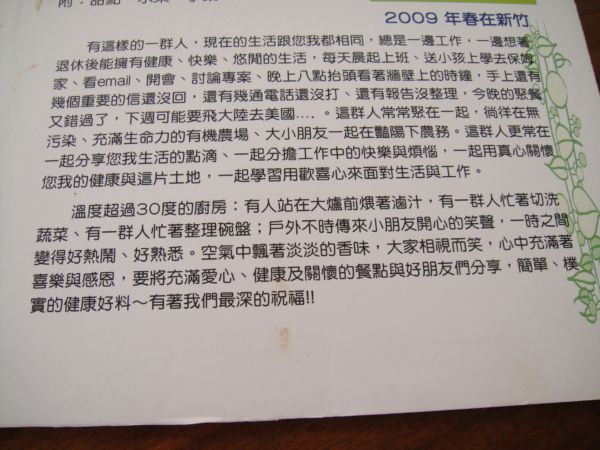 附：甜點
2009 年春在新竹
有這樣的一群人，現在的生活跟您我都相同，總是一邊工作，一邊想著
退休後能擁有健康、快樂、悠閒的生活，每天晨起上班、送小孩上學去保姆
家、看email、開會、討論專案、晚上八點抬頭看著牆壁上的時鐘，手上還有
幾個重要的信還沒回，還有幾通電話還沒打、還有報告沒整理，今晚的聚餐
又錯過了，下週可能要飛大陸去美國.... 。這群人常常聚在一起，徜徉在無
污染、充滿生命力的有機農場、大小朋友一起在豔陽下農務。這群人更常在
一起分享您我生活的點滴、一起分擔工作中的快樂與煩惱，一起用真心關懷
您我的健康與這片土地，一起學習用歡喜心來面對生活與工作。
溫度超過30度的廚房：有人站在大爐前煨著滷汁，有一群人忙著切洗
蔬菜、有一群人忙著整理碗盤；戶外不時傳來小朋友開心的笑聲，一時之間
變得好熱鬧、好熟悉。空氣中飄著淡淡的香味，大家相視而笑，心中充滿著
喜樂與感恩，要將充滿愛心、健康及關懷的餐點與好朋友們分享，簡單、樸
實的健康好料～有著我們最深的祝福!!